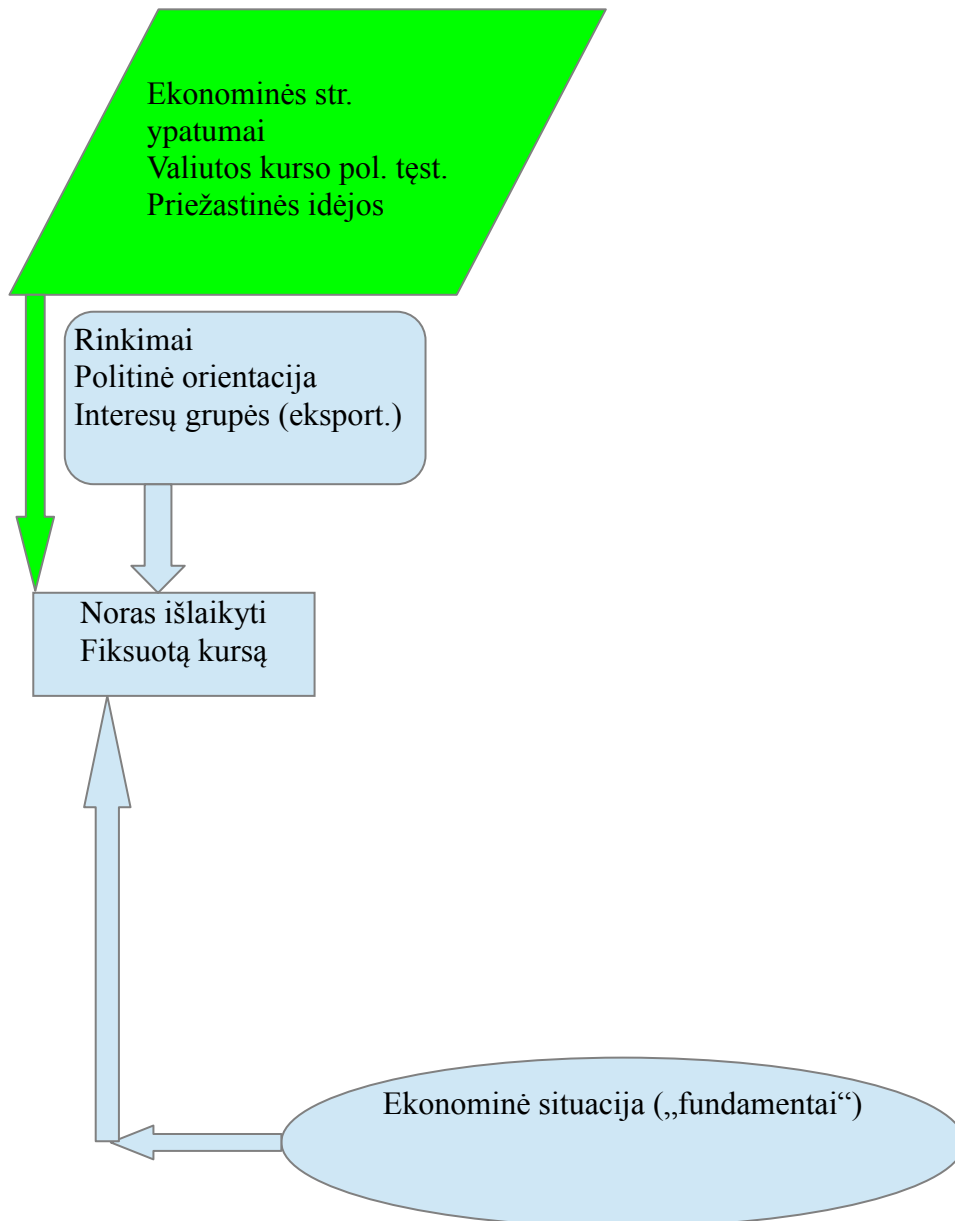 Ekonominės str.
ypatumai
Valiutos kurso pol. tęst.
Priežastinės idėjos
Rinkimai
Politinė orientacija
Interesų grupės (eksport.)
Noras išlaikyti
Fiksuotą kursą
Ekonominė situacija („fundamentai“)